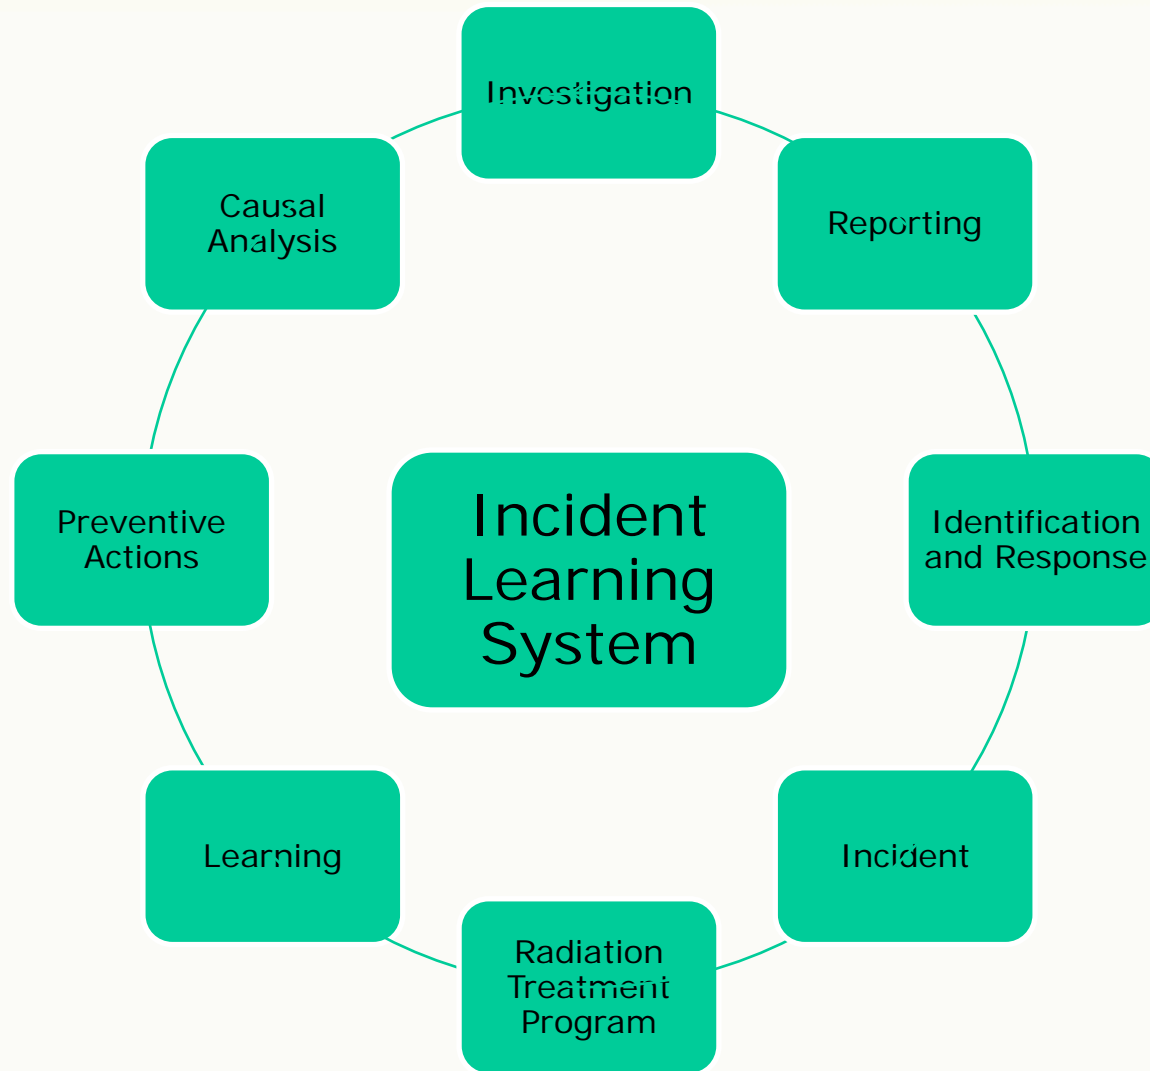 Investigation
Causal
Analysis
Reporting
Preventive
Actions
Incident
Learning
System
Identification
and Response
Learning
Incident
Radiation
Treatment
Program